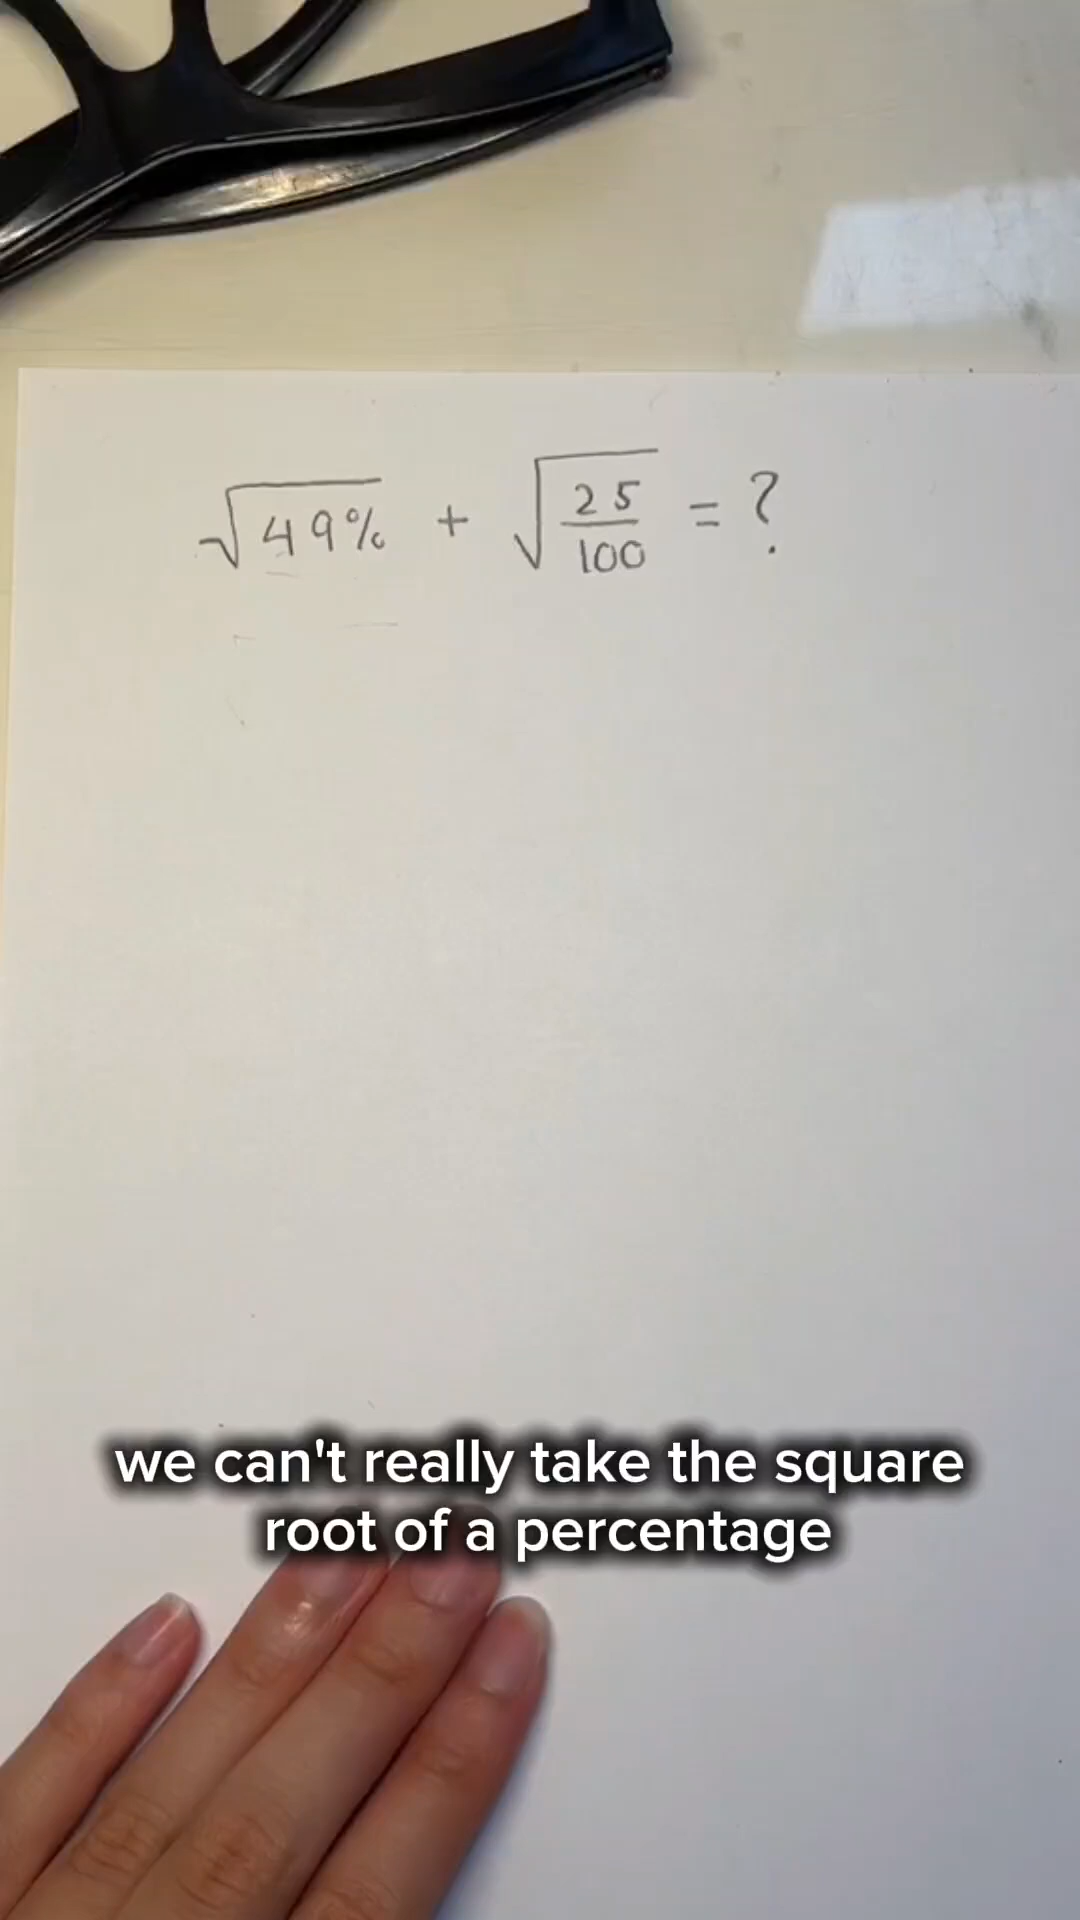 √49% + √25/100 = ?
we can't really take the square
root of a percentage